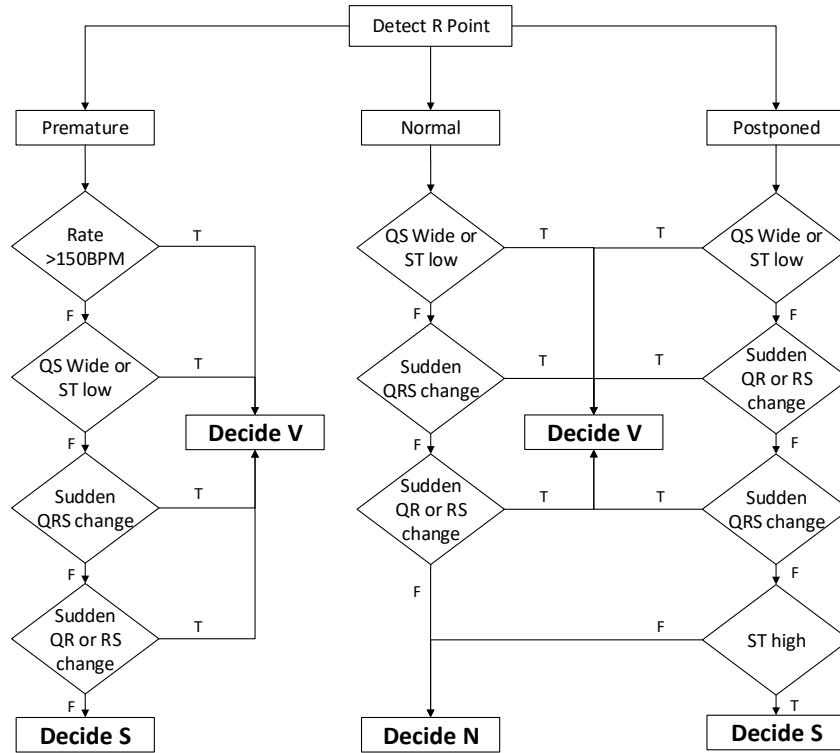 Detect R Point
Premature
Normal
Postponed
Rate
>150BPM
T
F
QS Wide or
ST low
T
F
Sudden
QRS change
T
F
Sudden
QR or RS
change
T
F
Decide V
Decide S
QS Wide or
ST low
T
F
Sudden
QRS change
T
F
Sudden
QR or RS
change
T
F
Decide V
Decide N
QS Wide or
ST low
T
F
Sudden
QR or RS
change
T
F
Sudden
QRS change
T
F
ST high
F
T
Decide S